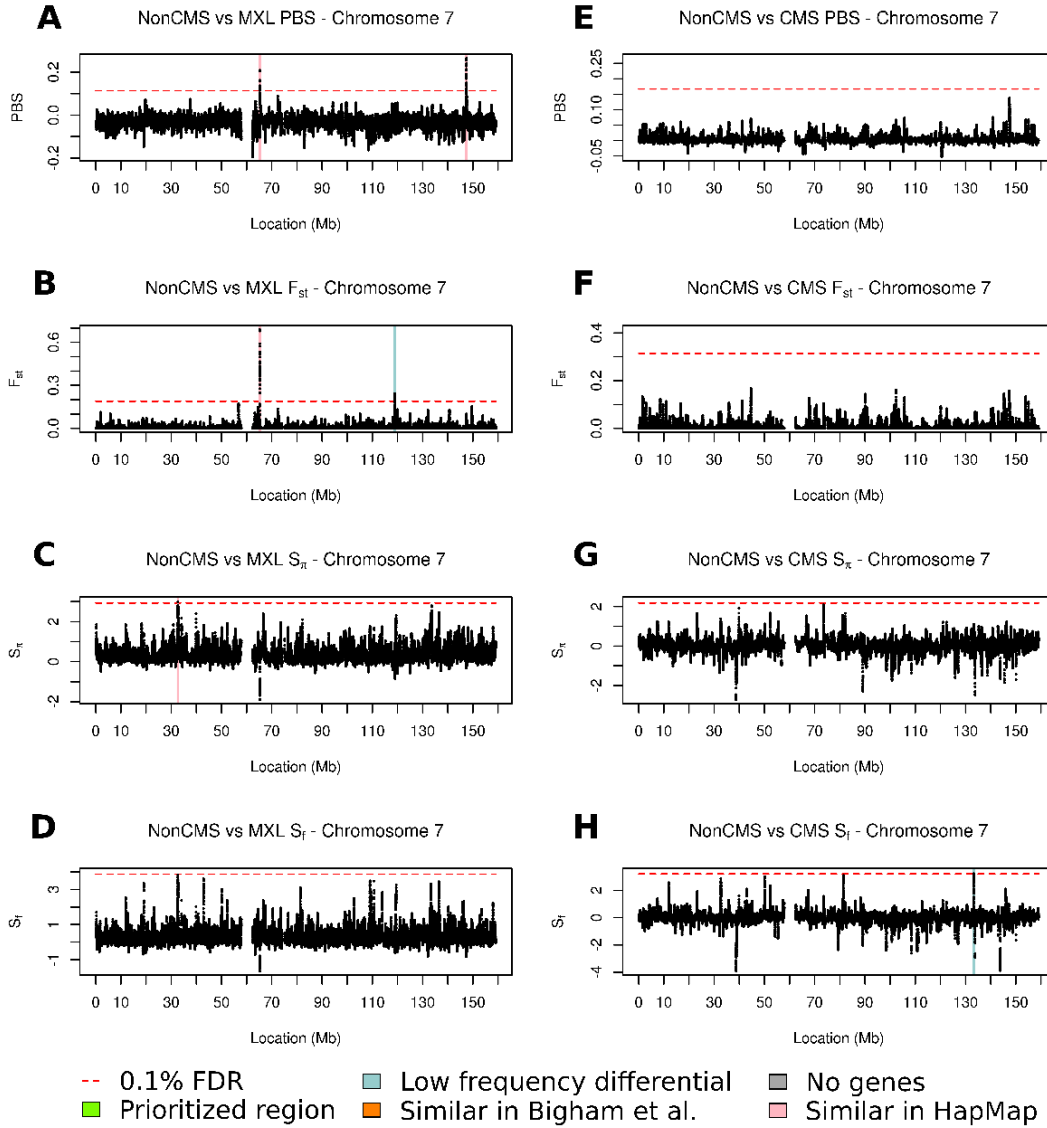 A
NonCMS vs MXL PBS - Chromosome 7
PBS
-0.2 0.0 0.2
0 10 30 50 70 90 110 130 150
Location (Mb)
B
NonCMS vs MXL Fst - Chromosome 7
Fst
0.0 0.3 0.6
0 10 30 50 70 90 110 130 150
Location (Mb)
C
NonCMS vs MXL Sπ - Chromosome 7
Sπ
-2 0 2
0 10 30 50 70 90 110 130 150
Location (Mb)
D
NonCMS vs MXL Sf - Chromosome 7
Sf
-1 1 3
0 10 30 50 70 90 110 130 150
Location (Mb)
E
NonCMS vs CMS PBS - Chromosome 7
PBS
-0.05 0.10 0.25
0 10 30 50 70 90 110 130 150
Location (Mb)
F
NonCMS vs CMS Fst - Chromosome 7
Fst
0.0 0.2 0.4
0 10 30 50 70 90 110 130 150
Location (Mb)
G
NonCMS vs CMS Sπ - Chromosome 7
Sπ
-2 0 2
0 10 30 50 70 90 110 130 150
Location (Mb)
H
NonCMS vs CMS Sf - Chromosome 7
Sf
-4 -2 0 2
0 10 30 50 70 90 110 130 150
Location (Mb)
0.1% FDR
Low frequency differential
No genes
Prioritized region
Similar in Bigham et al.
Similar in HapMap